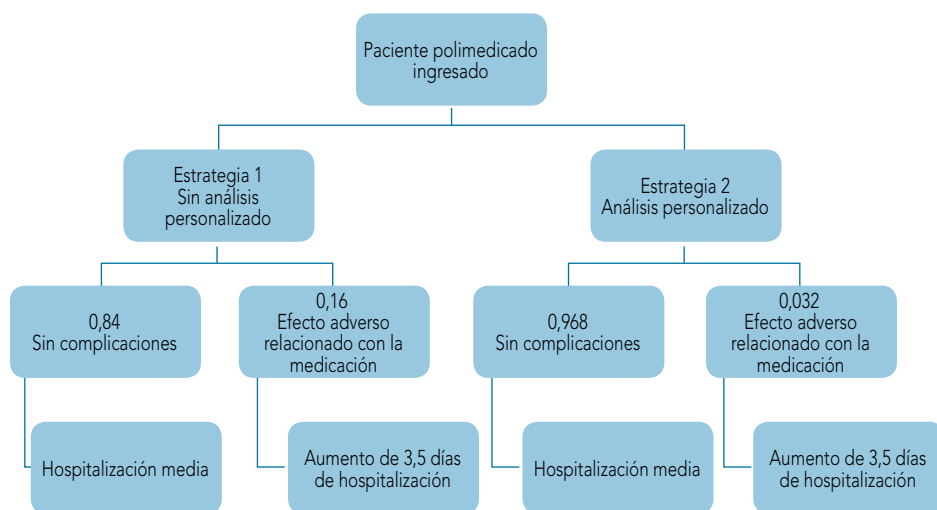 Paciente polimedicado
ingresado
Estrategia 1
Sin análisis
personalizado
Estrategia 2
Análisis personalizado
0,84
Sin complicaciones
0,16
Efecto adverso
relacionado con la
medicación
0,968
Sin complicaciones
0,032
Efecto adverso
relacionado con la
medicación
Hospitalización media
Aumento de 3,5 días
de hospitalización
Hospitalización media
Aumento de 3,5 días
de hospitalización